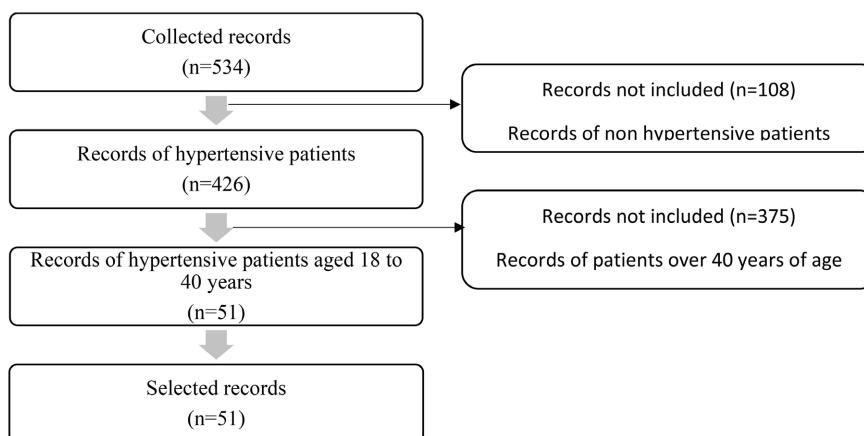 Collected records
(n=534)
Records not included (n=108)
Records of non hypertensive patients
Records of hypertensive patients
(n=426)
Records not included (n=375)
Records of patients over 40 years of age
Records of hypertensive patients aged 18 to
40 years
(n=51)
Selected records
(n=51)